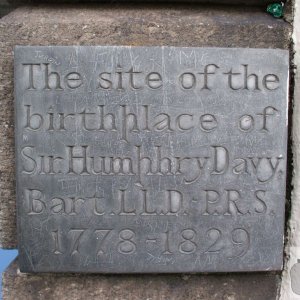 The site of the
birthplace of
Sir Humphry Davy.
Bart. LL.D. P.R.S.
1778-1829